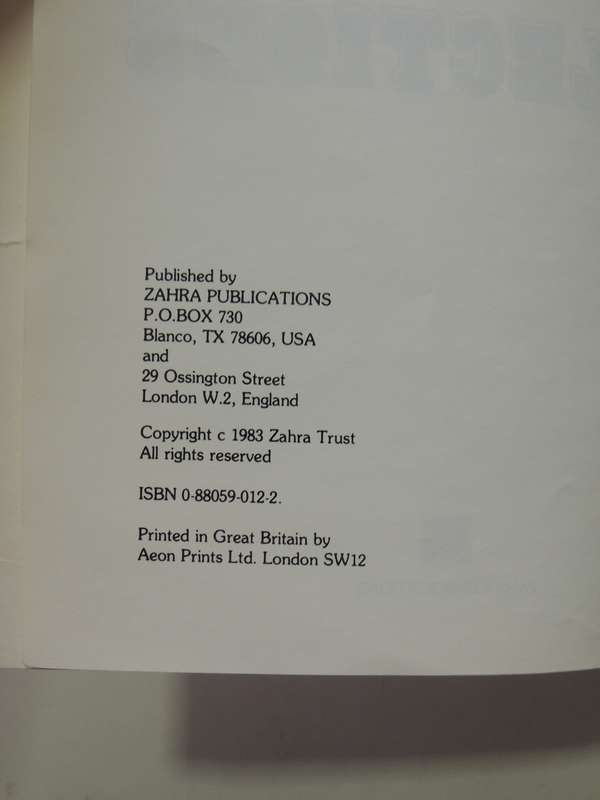 Published by
ZAHRA PUBLICATIONS
P.O.BOX 730
Blanco, TX 78606, USA
and
29 Ossington Street
London W.2, England
Copyright c 1983 Zahra Trust
All rights reserved
ISBN 0-88059-012-2.
Printed in Great Britain by
Aeon Prints Ltd. London SW12